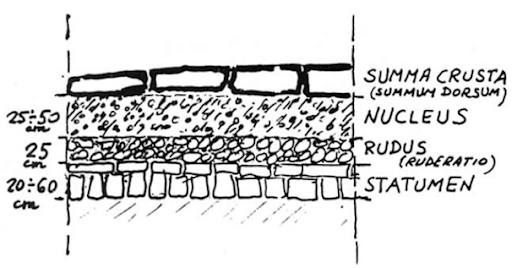 SUMMA CRUSTA
(SUMMUM DORSUM)
25÷50
cm
NUCLEUS
25
cm
RUDUS
(RUDERATIO)
20÷60
cm
STATUMEN